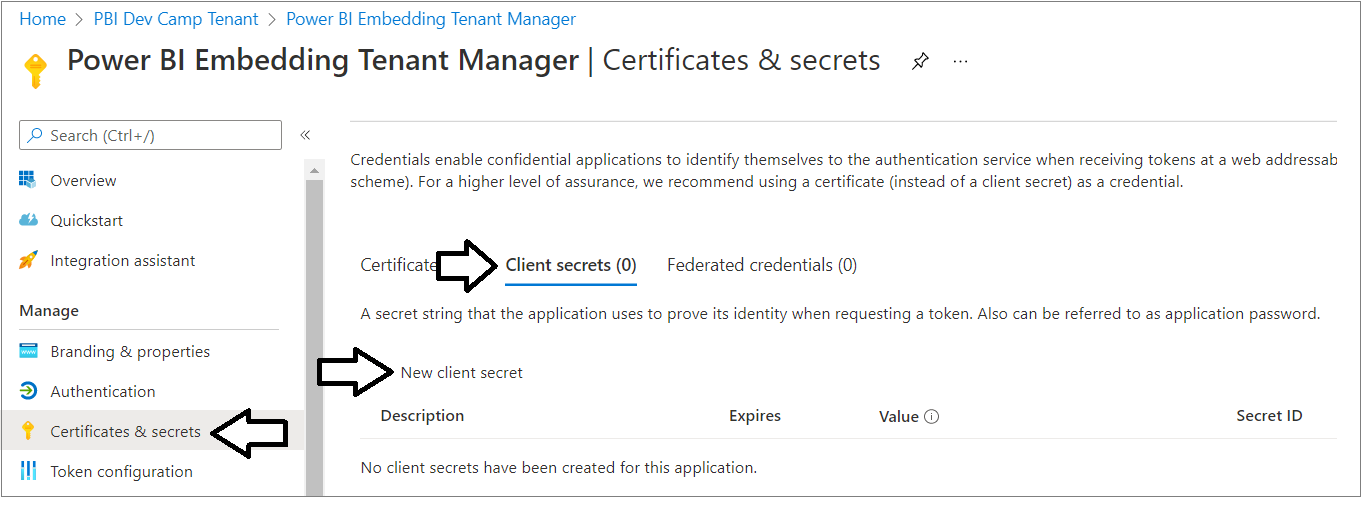 Home > PBI Dev Camp Tenant > Power BI Embedding Tenant Manager
Power BI Embedding Tenant Manager | Certificates & secrets
Search (Ctrl+/)
Overview
Quickstart
Integration assistant
Manage
Branding & properties
Authentication
Certificates & secrets
Token configuration
Credentials enable confidential applications to identify themselves to the authentication service when receiving tokens at a web addressab
scheme). For a higher level of assurance, we recommend using a certificate (instead of a client secret) as a credential.
Certificate Client secrets (0) Federated credentials (0)
A secret string that the application uses to prove its identity when requesting a token. Also can be referred to as application password.
New client secret
Description Expires Value Secret ID
No client secrets have been created for this application.